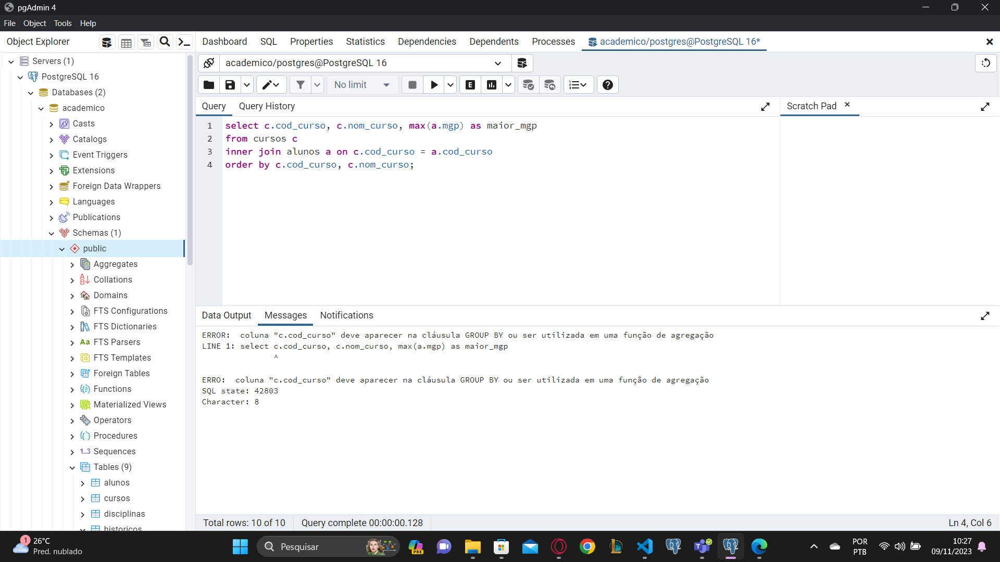 pgAdmin 4
File Object Tools Help
Object Explorer
Dashboard SQL Properties Statistics Dependencies Dependents Processes academico/postgres@PostgreSQL 16*
Servers (1)
PostgreSQL 16
Databases (2)
academico
Casts
Catalogs
Event Triggers
Extensions
Foreign Data Wrappers
Languages
Publications
Schemas (1)
public
Aggregates
Collations
Domains
FTS Configurations
FTS Dictionaries
Aa FTS Parsers
FTS Templates
Foreign Tables
Functions
Materialized Views
Operators
Procedures
1..3 Sequences
Tables (9)
alunos
cursos
disciplinas
historicos
academico/postgres@PostgreSQL 16
No limit E
Query Query History
Scratch Pad
1 select c.cod_curso, c.nom_curso, max(a.mgp) as maior_mgp
2 from cursos c
3 inner join alunos a on c.cod_curso = a.cod_curso
4 order by c.cod_curso, c.nom_curso;
Data Output Messages Notifications
ERROR:  coluna "c.cod_curso" deve aparecer na cláusula GROUP BY ou ser utilizada em uma função de agregação
LINE 1: select c.cod_curso, c.nom_curso, max(a.mgp) as maior_mgp
^
ERRO:  coluna "c.cod_curso" deve aparecer na cláusula GROUP BY ou ser utilizada em uma função de agregação
SQL state: 42803
Character: 8
Total rows: 10 of 10 Query complete 00:00:00.128
Ln 4, Col 6
1 26°C
Pred. nublado
Pesquisar
PRE
POR
PTB
10:27
09/11/2023